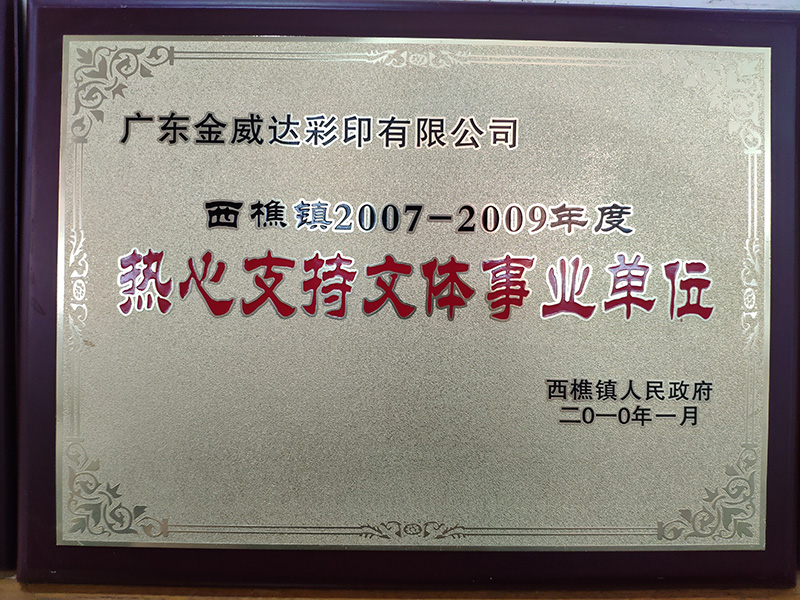 广东金威达彩印有限公司
西樵镇2007-2009年度
热心支持文体事业单位
西樵镇人民政府
二0一0年一月